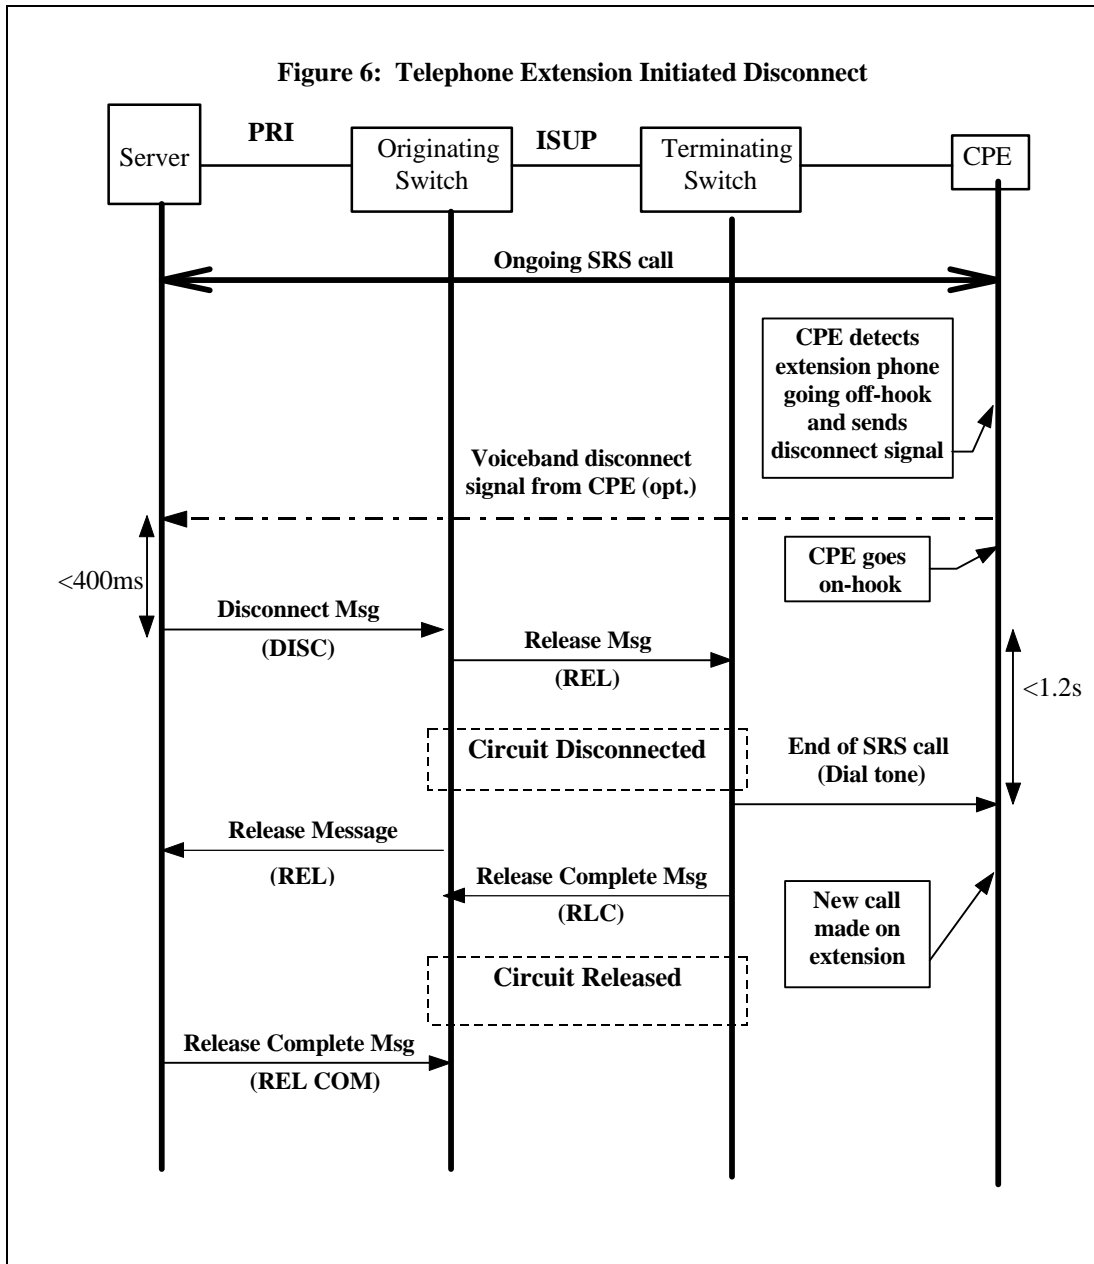 Figure 6:  Telephone Extension Initiated Disconnect
Server
PRI
Originating
Switch
ISUP
Terminating
Switch
CPE
Ongoing SRS call
CPE detects
extension phone
going off-hook
and sends
disconnect signal
Voiceband disconnect
signal from CPE (opt.)
<400ms
CPE goes
on-hook
Disconnect Msg
(DISC)
Release Msg
(REL)
<1.2s
Circuit Disconnected
End of SRS call
(Dial tone)
Release Message
(REL)
Release Complete Msg
(RLC)
New call
made on
extension
Circuit Released
Release Complete Msg
(REL COM)